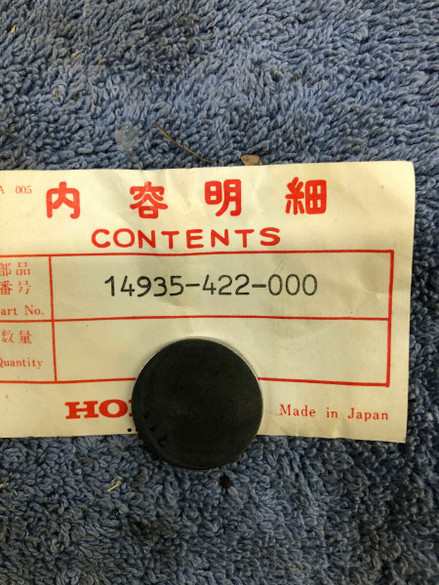 A 005
内容明細
CONTENTS
部品
番号
art No.
14935-422-000
数量
Quantity
HO
Made in Japan